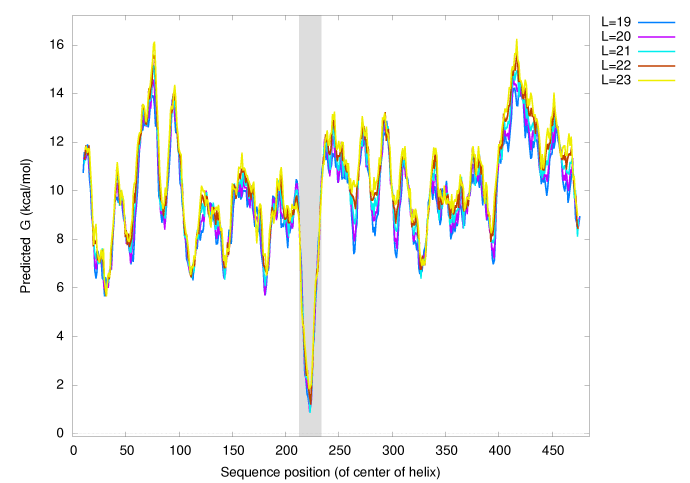 L=19
L=20
L=21
L=22
L=23
16
14
12
10
8
6
4
2
0
Predicted G (kcal/mol)
0 50 100 150 200 250 300 350 400 450
Sequence position (of center of helix)